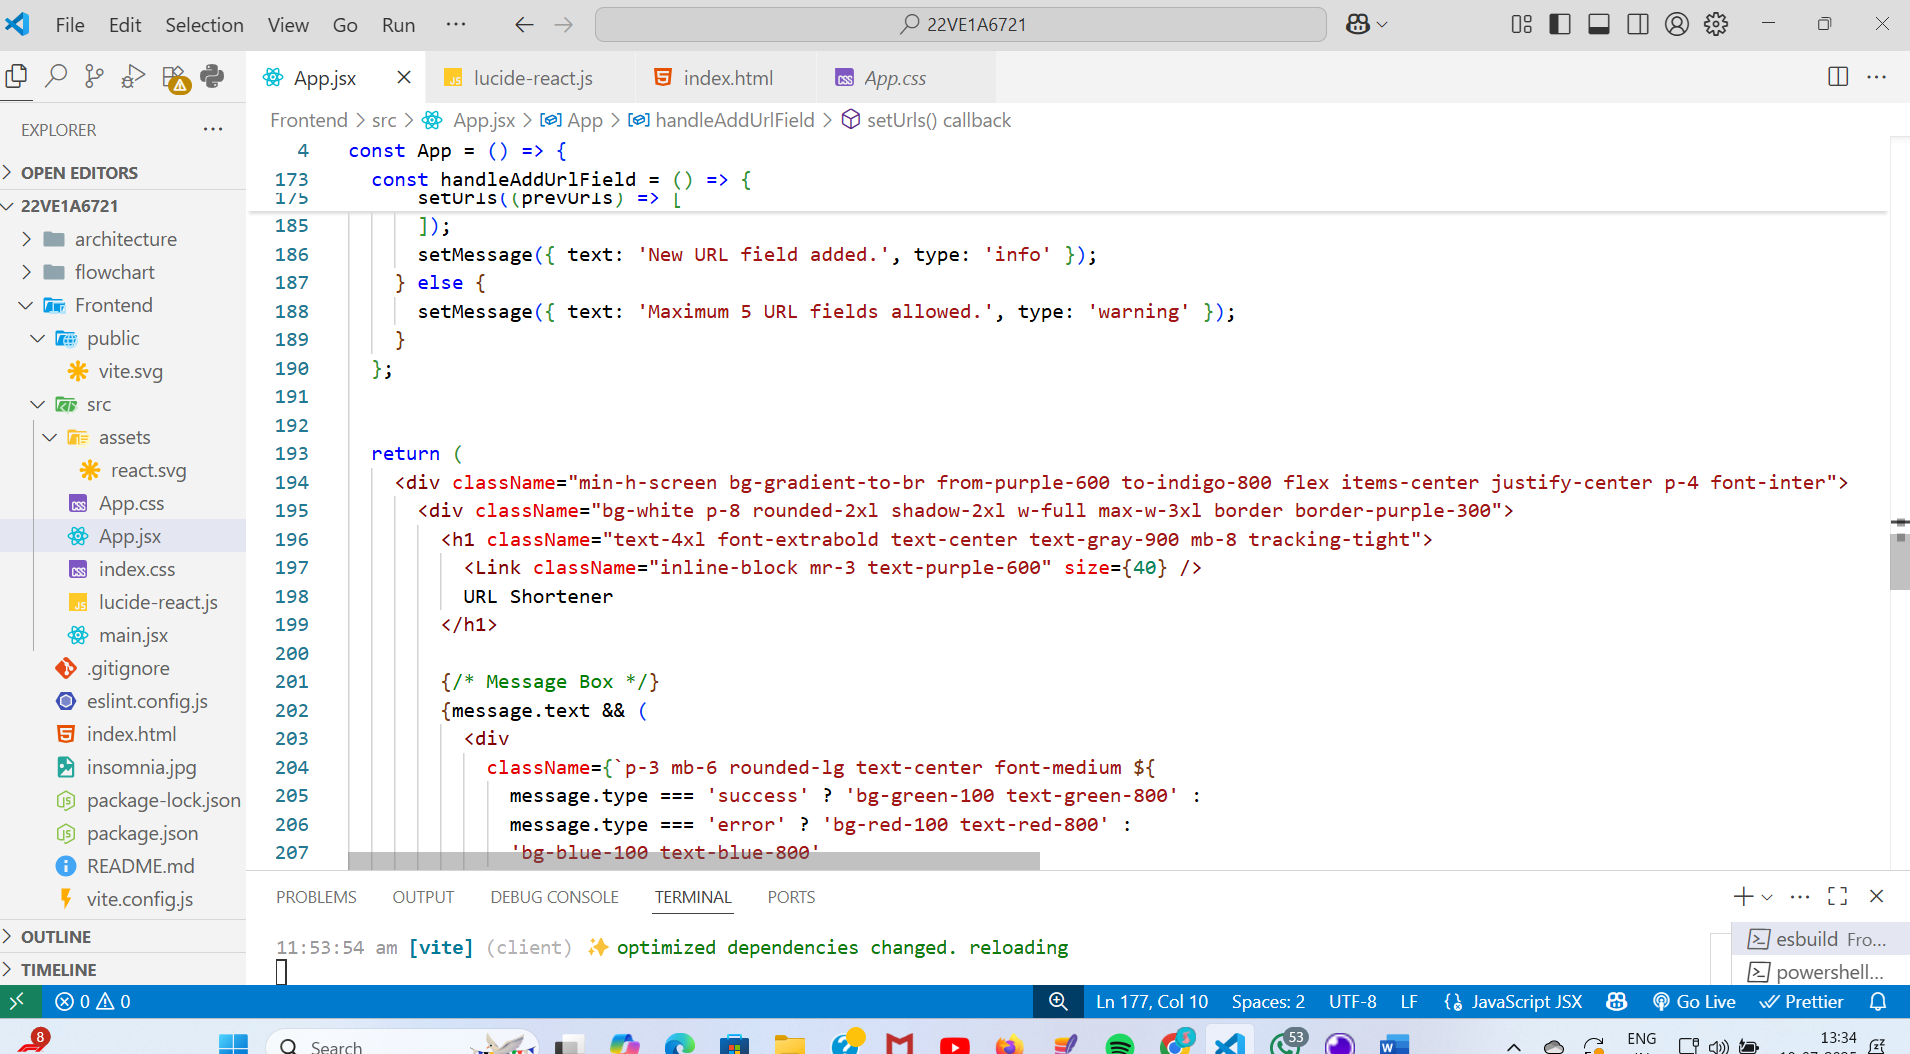 File Edit Selection View Go Run ··· 22VE1A6721
App.jsx lucide-react.js index.html App.css
EXPLORER
OPEN EDITORS
22VE1A6721
architecture
flowchart
Frontend
public
vite.svg
src
assets
react.svg
App.css
App.jsx
index.css
lucide-react.js
main.jsx
.gitignore
eslint.config.js
index.html
insomnia.jpg
package-lock.json
package.json
README.md
vite.config.js
OUTLINE
TIMELINE
Frontend > src > App.jsx > App > handleAddUrlField > setUrls() callback
4 const App = () => {
173 const handleAddUrlField = () => {
175 setUrls((prevUrls) => [
185 ]);
186 setMessage({ text: 'New URL field added.', type: 'info' });
187 } else {
188 setMessage({ text: 'Maximum 5 URL fields allowed.', type: 'warning' });
189 }
190 };
191
192
193 return (
194 <div className="min-h-screen bg-gradient-to-br from-purple-600 to-indigo-800 flex items-center justify-center p-4 font-inter">
195 <div className="bg-white p-8 rounded-2xl shadow-2xl w-full max-w-3xl border border-purple-300">
196 <h1 className="text-4xl font-extrabold text-center text-gray-900 mb-8 tracking-tight">
197 <Link className="inline-block mr-3 text-purple-600" size={40} />
198 URL Shortener
199 </h1>
200
201 {/* Message Box */}
202 {message.text && (
203 <div
204 className={`p-3 mb-6 rounded-lg text-center font-medium ${
205 message.type === 'success' ? 'bg-green-100 text-green-800' :
206 message.type === 'error' ? 'bg-red-100 text-red-800' :
207 'bg-blue-100 text-blue-800'
PROBLEMS OUTPUT DEBUG CONSOLE TERMINAL PORTS
11:53:54 am [vite] (client) ✨ optimized dependencies changed. reloading
esbuild Fro...
powershell...
0 0 Ln 177, Col 10 Spaces: 2 UTF-8 LF JavaScript JSX Go Live Prettier
8 Search 53 ENG 13:34